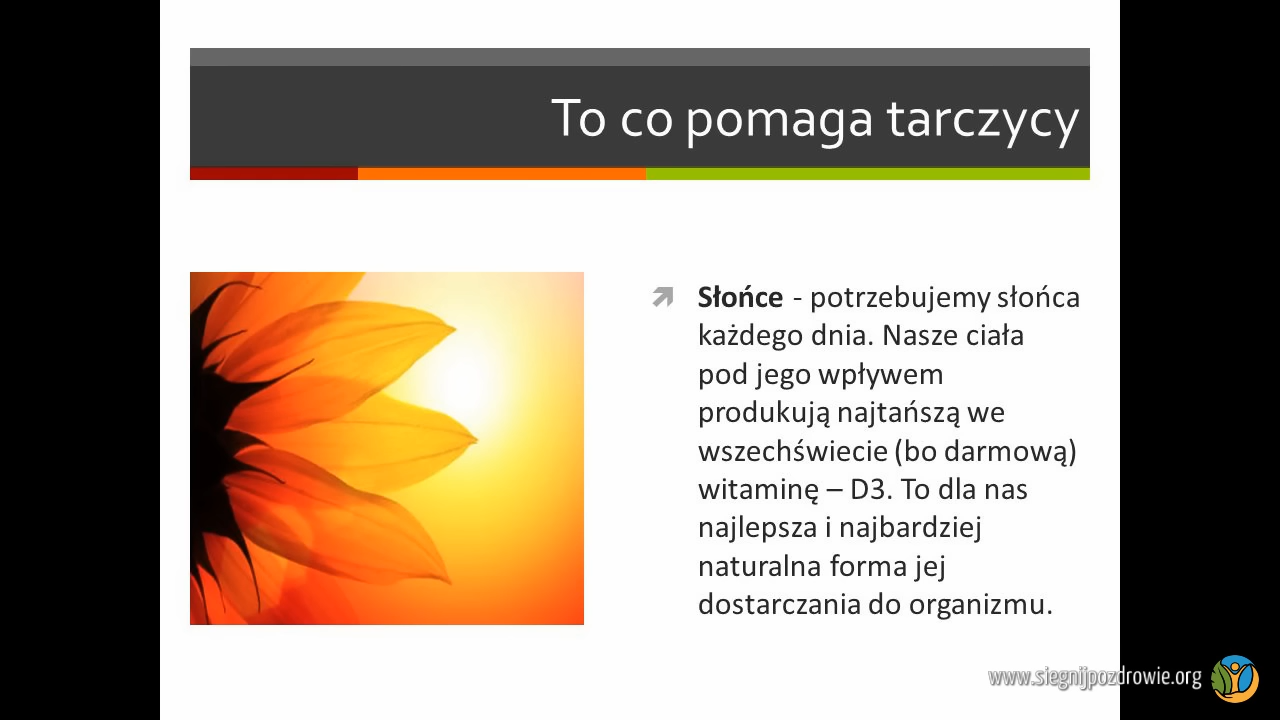 To co pomaga tarczycy
Słońce - potrzebujemy słońca
każdego dnia. Nasze ciała
pod jego wpływem
produkują najtańszą we
wszechświecie (bo darmową)
witaminę – D3. To dla nas
najlepsza i najbardziej
naturalna forma jej
dostarczania do organizmu.
www.siegnijpozdrowie.org